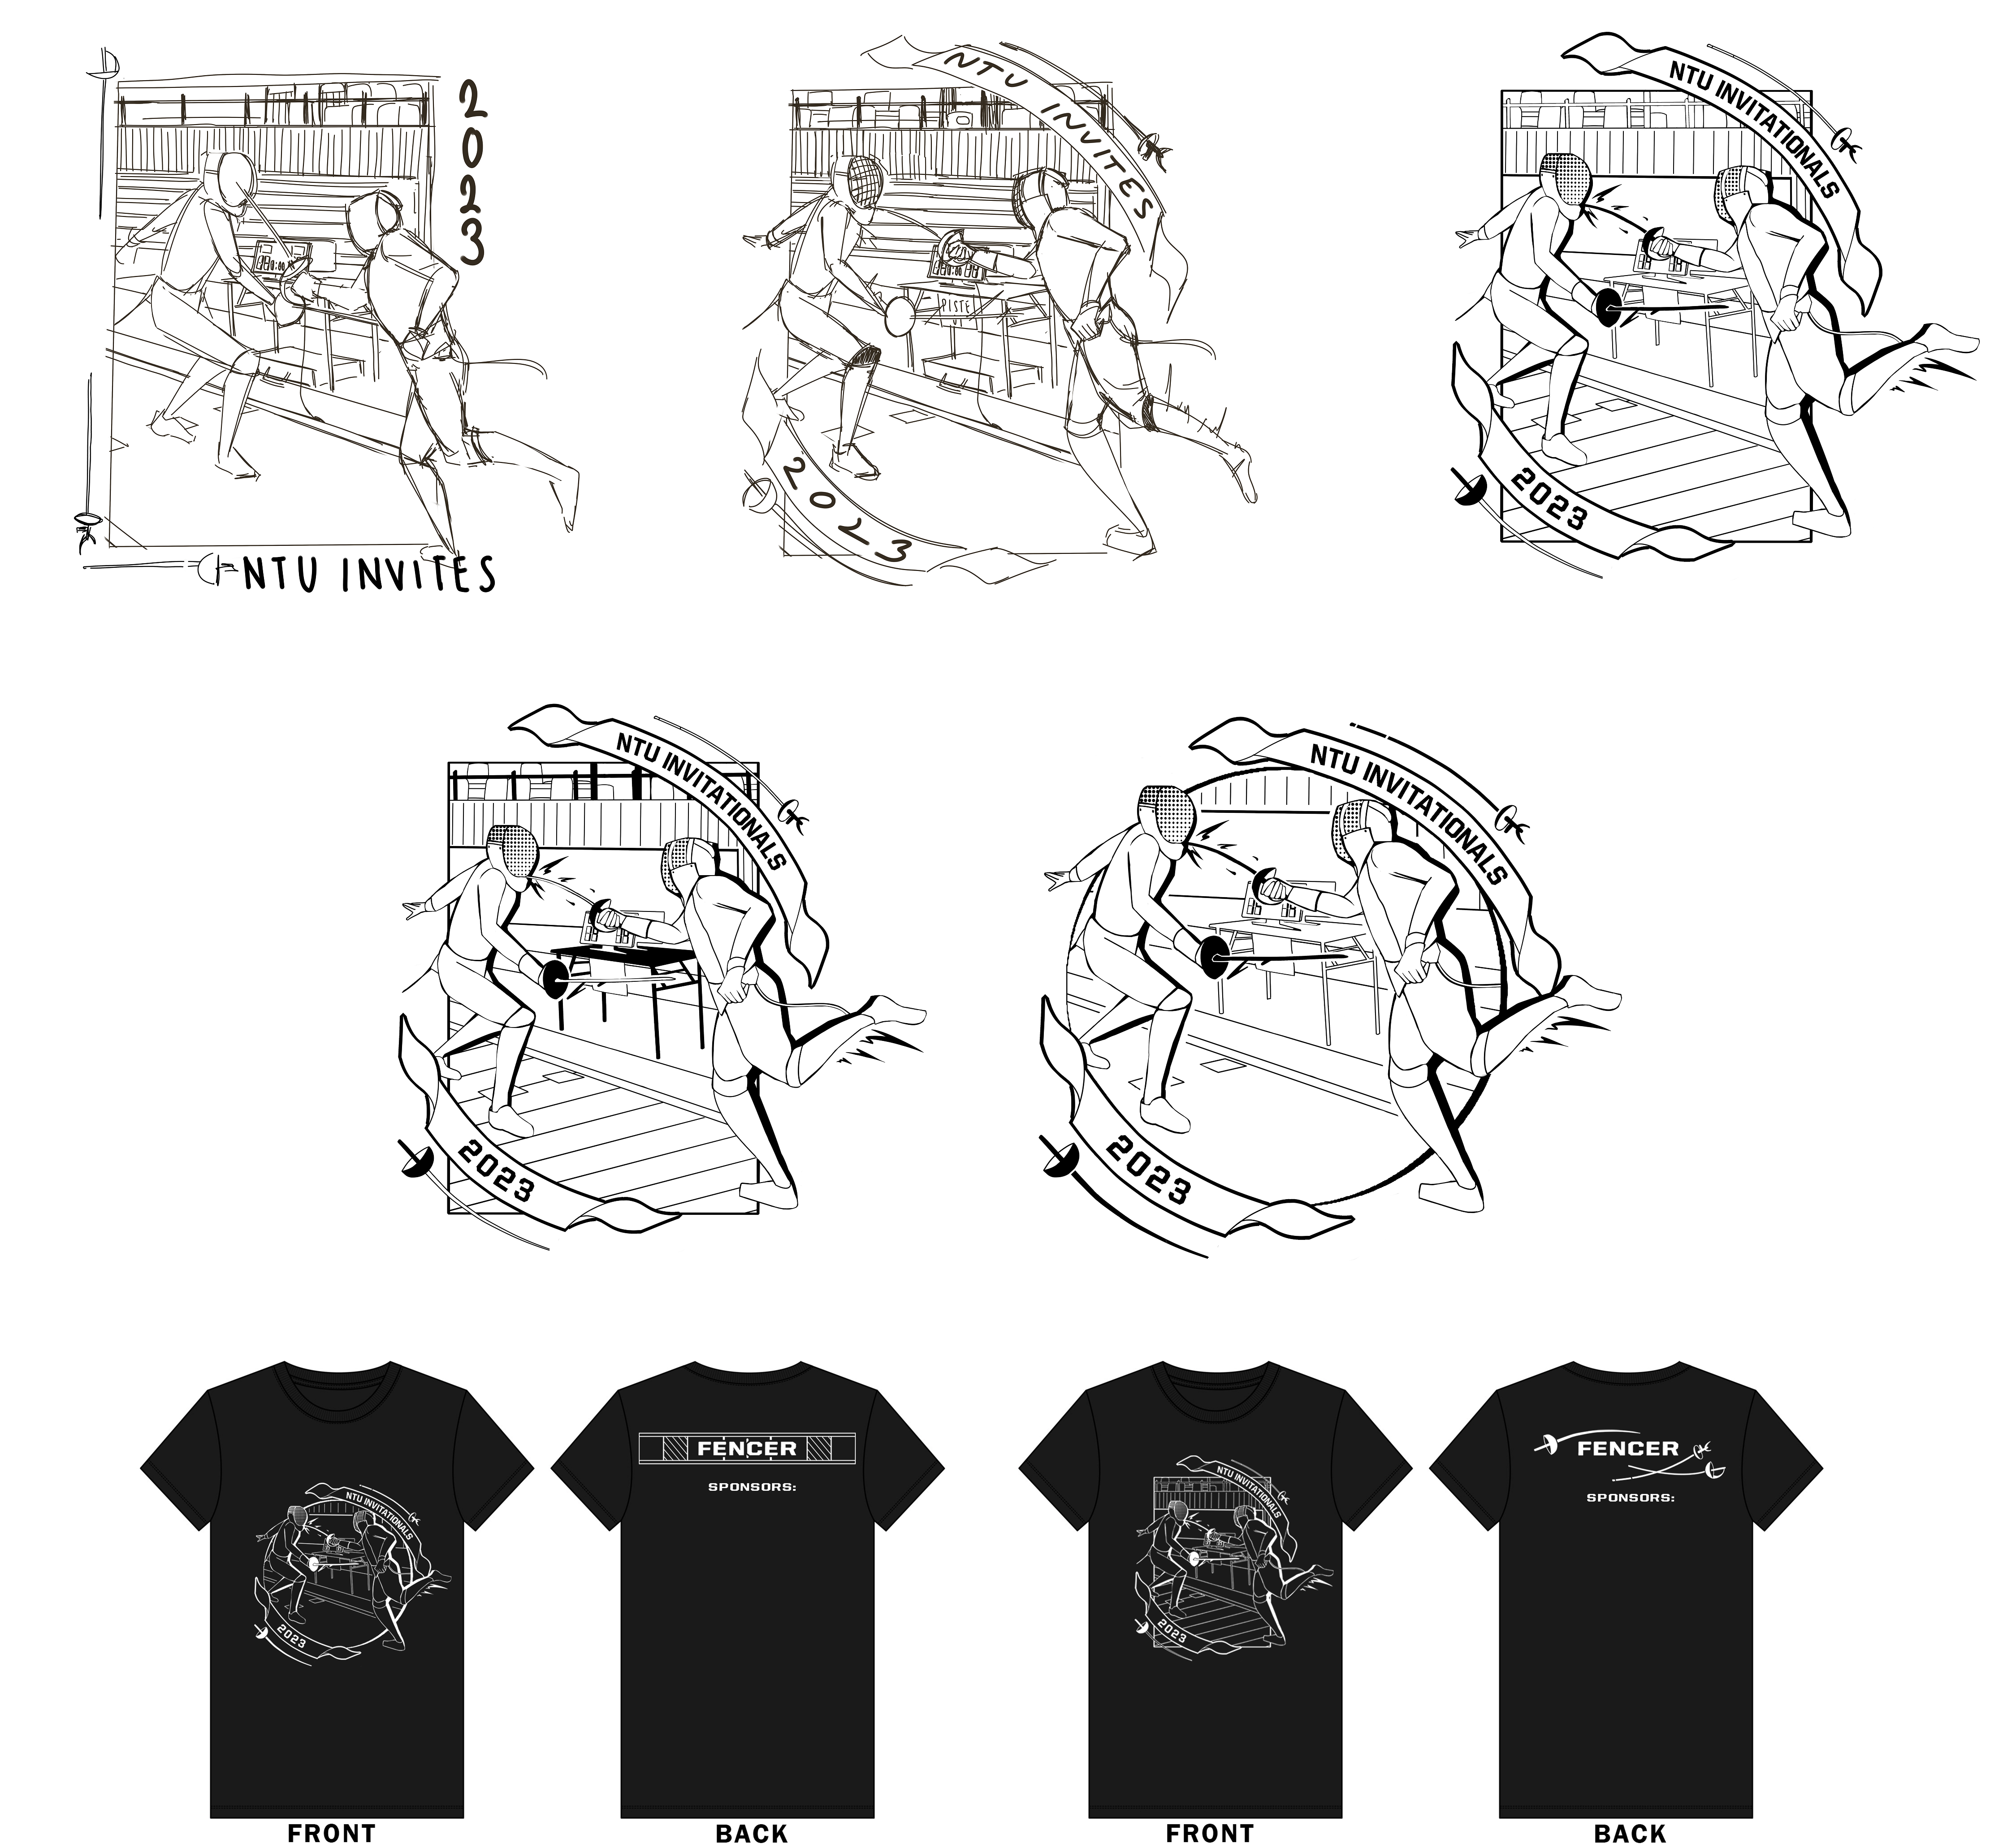 2023
NTU INVITES
NTU INVITES
PISTE
2023
NTU INVITATIONALS
2023
NTU INVITATIONALS
2023
NTU INVITATIONALS
2023
NTU INVITATIONALS
2023
FRONT
FENCER
SPONSORS:
BACK
NTU INVITATIONALS
2023
FRONT
FENCER
SPONSORS:
BACK